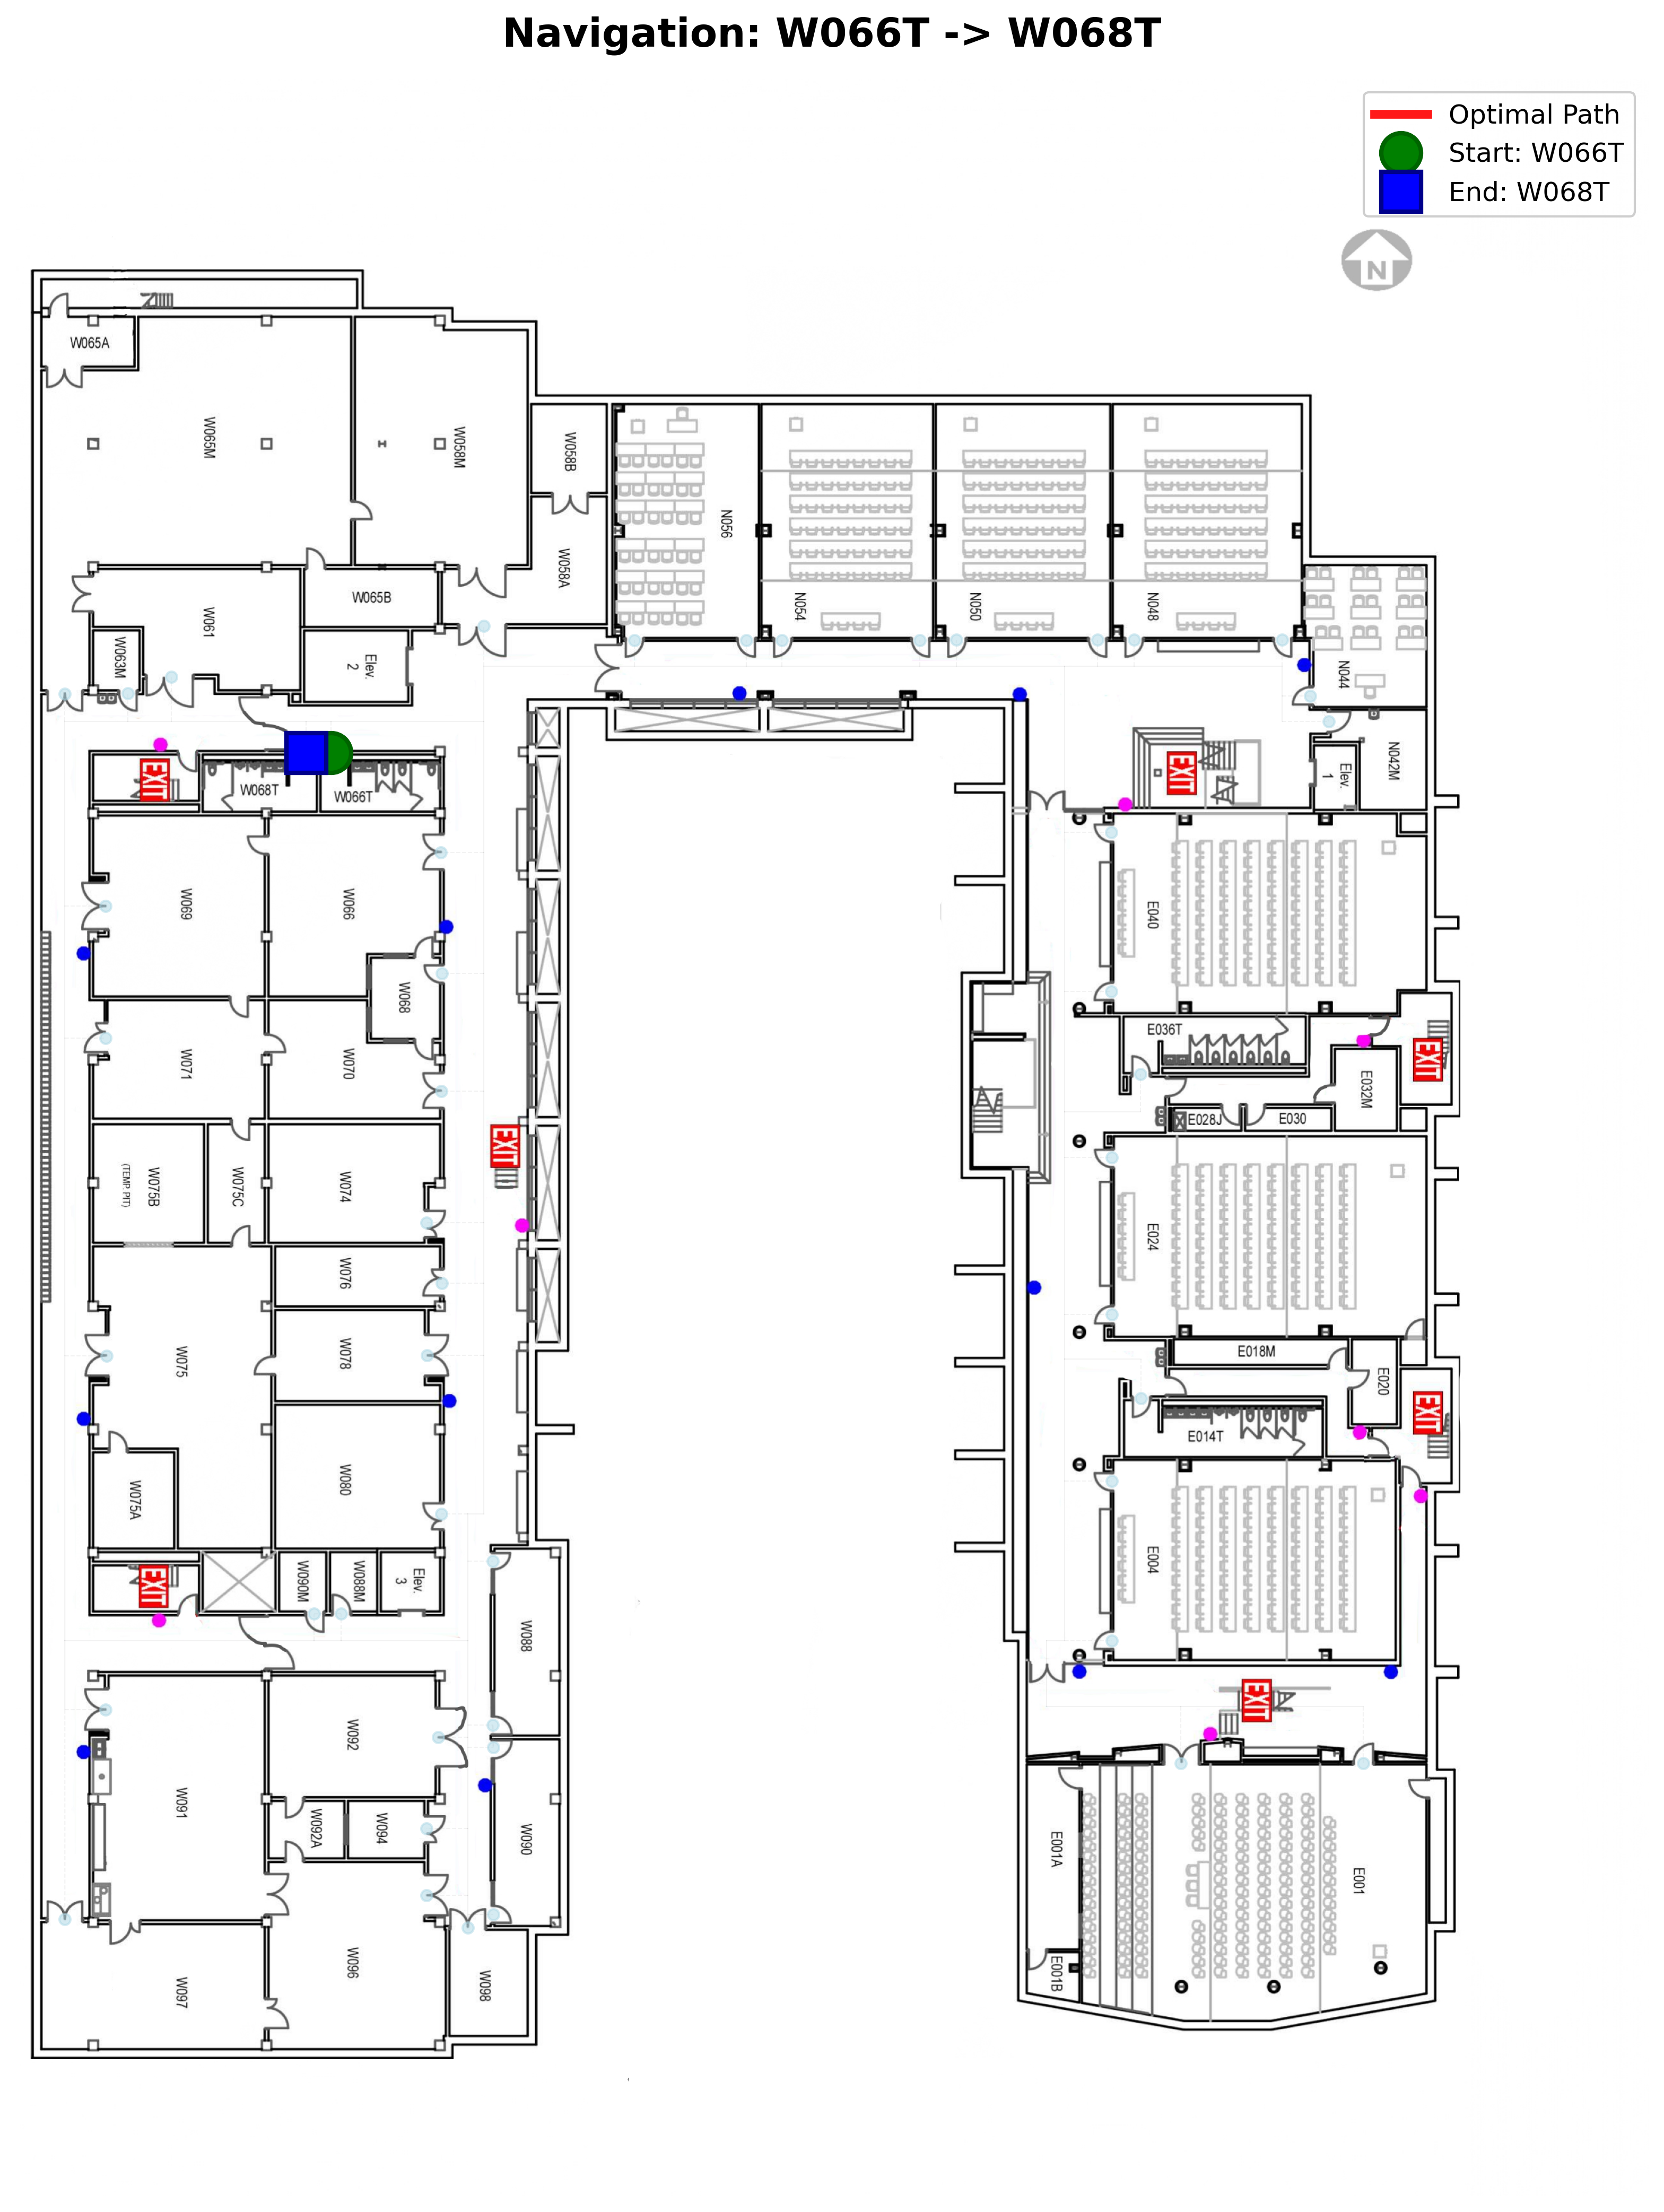 Navigation: W066T -> W068T
Optimal Path
Start: W066T
End: W068T
N
W065A
W065M
W058M
W058B
W058A
N056
N054
N050
N048
N044
N042M
W065B
W061
W063M
Elev.
2
Elev.
1
EXIT
EXIT
W068T
W066T
W069
W066
W068
W071
W070
W075B
(TEMP. PIT)
W075C
W074
EXIT
W076
W075
W078
W075A
W080
EXIT
W090M
W088M
Elev.
3
W088
W092
W091
W092A
W094
W090
W097
W096
W098
E040
E036T
EXIT
E032M
E028J
E030
E024
E018M
E020
EXIT
E014T
E004
EXIT
E001A
E001
E001B